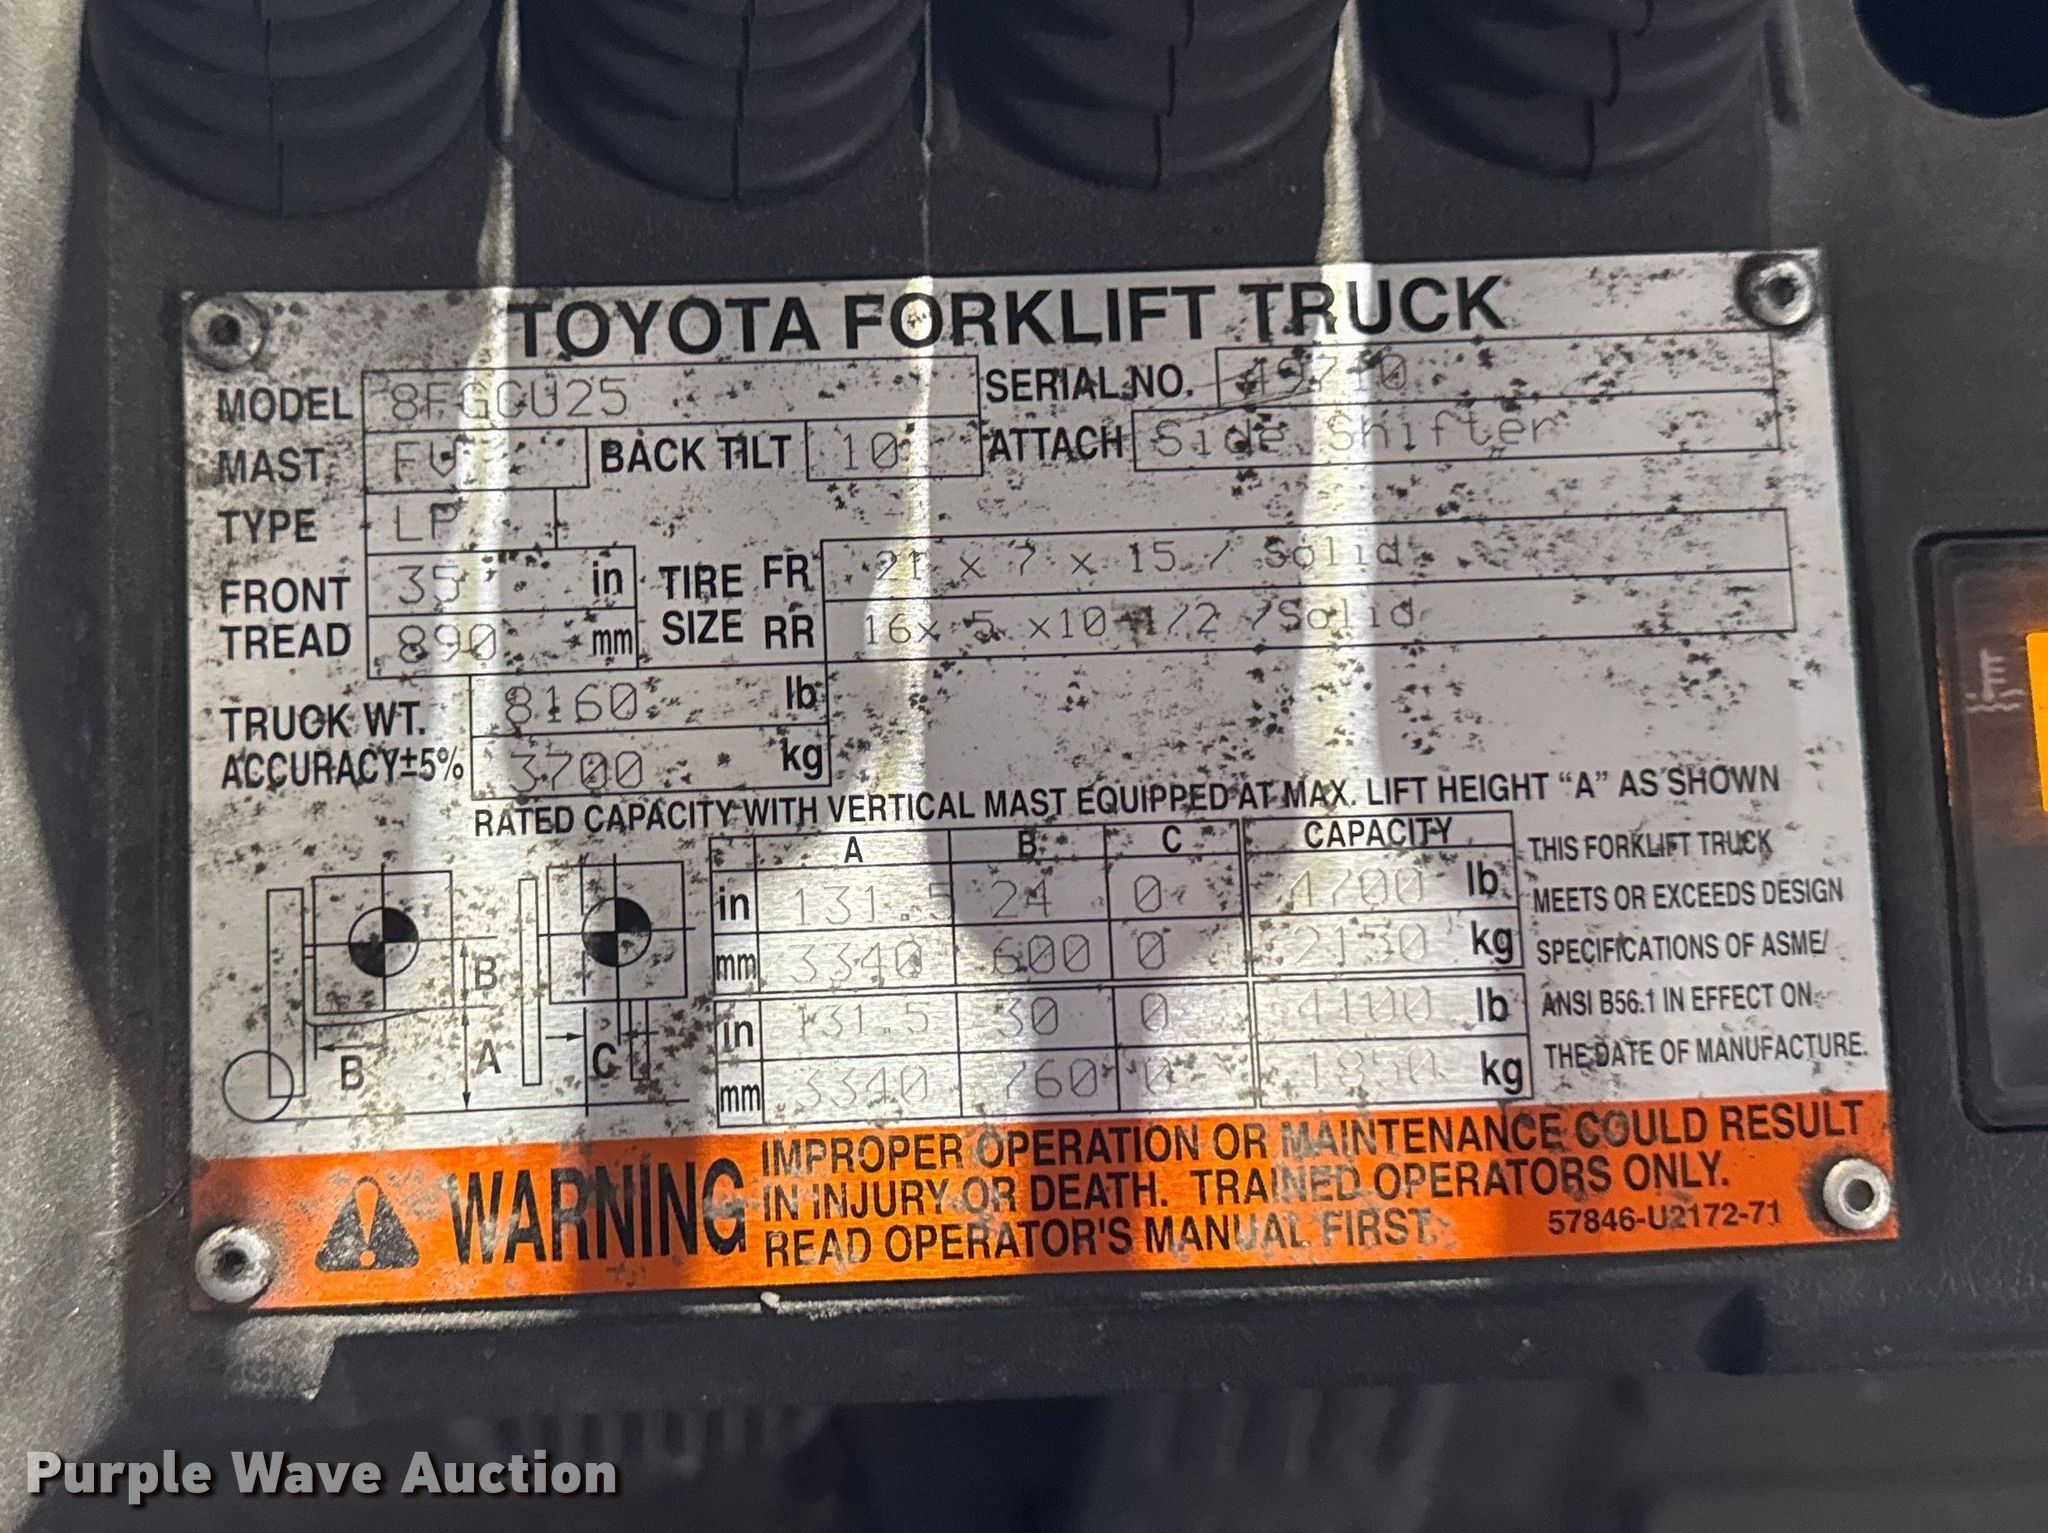 TOYOTA FORKLIFT TRUCK
MODEL 8FGCU25 SERIAL NO. 49710
MAST FV BACK TILT 10 ATTACH Side Shifter
TYPE LP
FRONT TREAD 35 in 890 mm
TIRE SIZE FR 21 x 7 x 15 / Solid
RR 16x 5 x10-1/2 /Solid
TRUCK WT. 8160 lb
ACCURACY±5% 3700 kg
RATED CAPACITY WITH VERTICAL MAST EQUIPPED AT MAX. LIFT HEIGHT "A" AS SHOWN
A B C CAPACITY
in 131.5 24 0 4700 lb
mm 3340 600 0 2130 kg
in 131.5 30 0 4100 lb
mm 3340 760 0 1850 kg
B
B A C
THIS FORKLIFT TRUCK
MEETS OR EXCEEDS DESIGN
SPECIFICATIONS OF ASME/
ANSI B56.1 IN EFFECT ON
THE DATE OF MANUFACTURE.
WARNING
IMPROPER OPERATION OR MAINTENANCE COULD RESULT
IN INJURY OR DEATH. TRAINED OPERATORS ONLY.
READ OPERATOR'S MANUAL FIRST.
57846-U2172-71
Purple Wave Auction